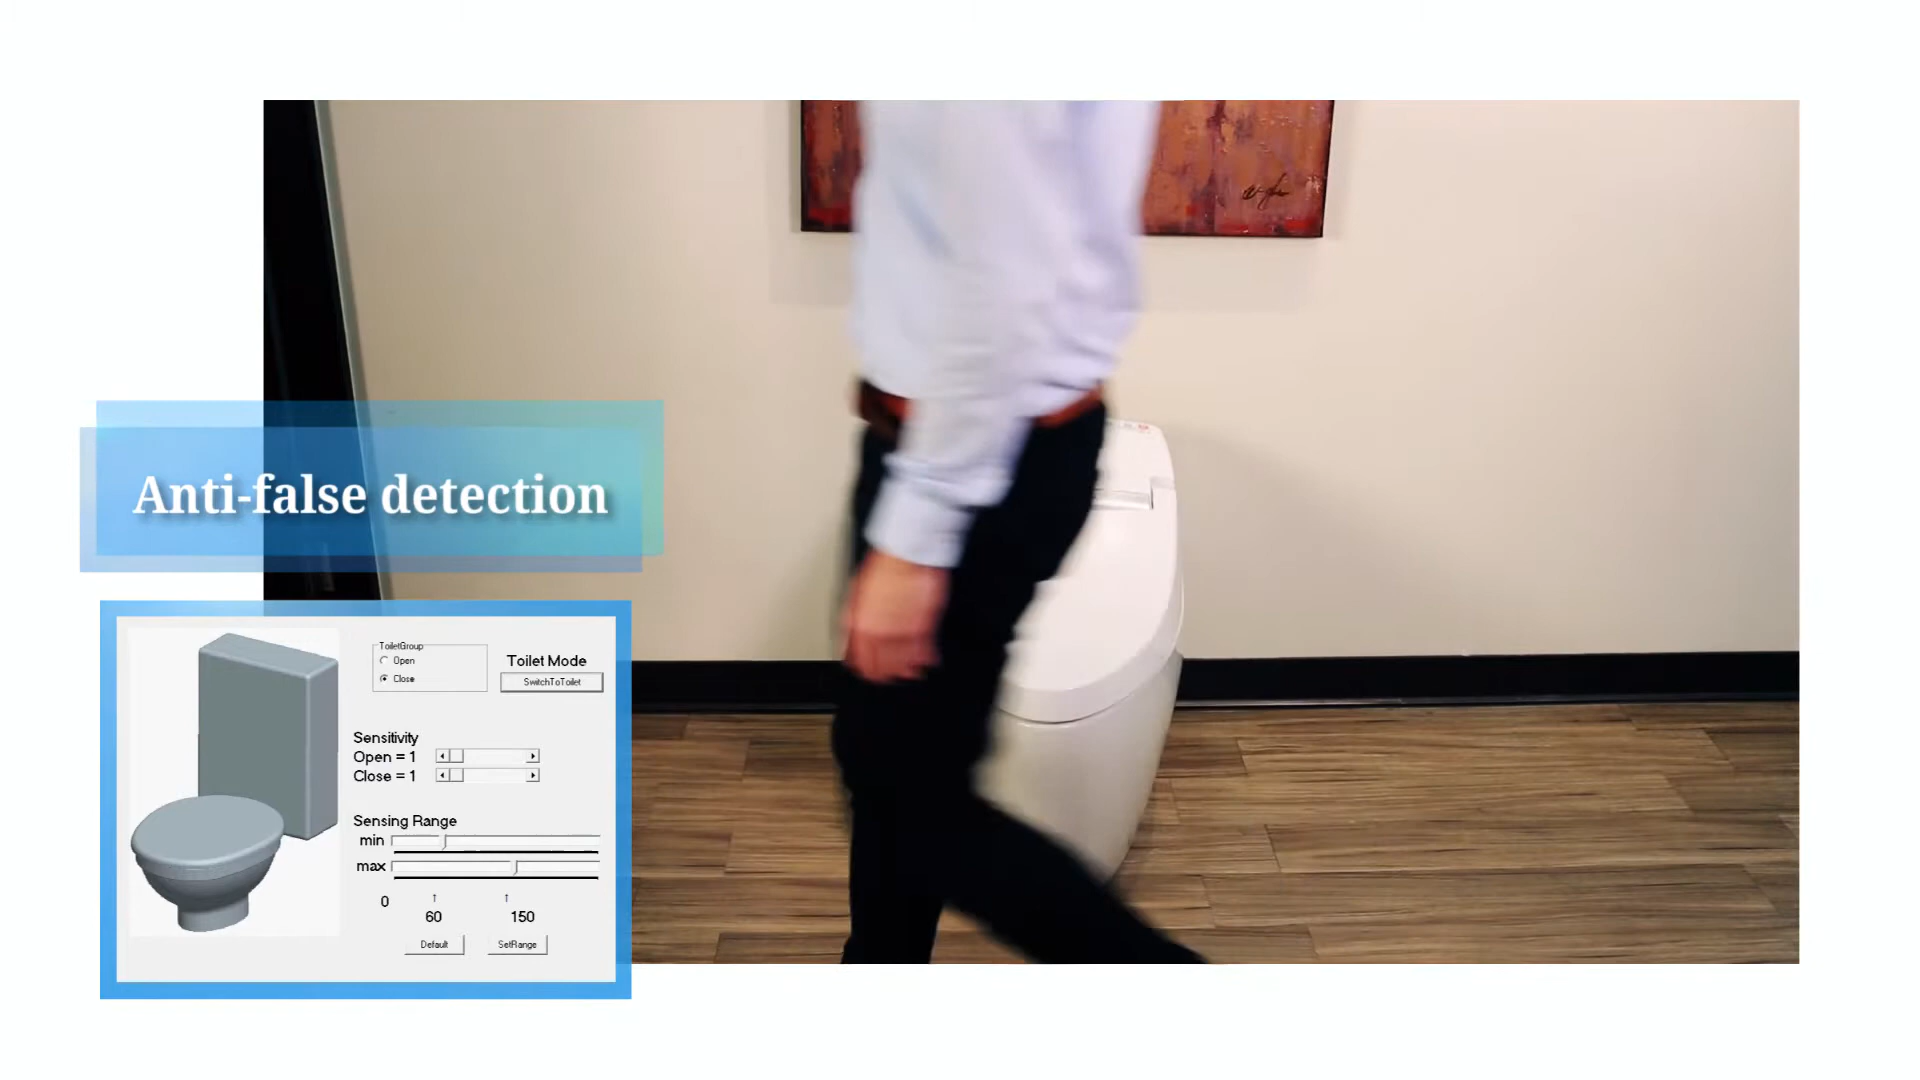 Anti-false detection
ToiletGroup
Open
Close
Toilet Mode
SwitchToToilet
Sensitivity
Open = 1
Close = 1
Sensing Range
min
max
0
60
150
Default
SetRange